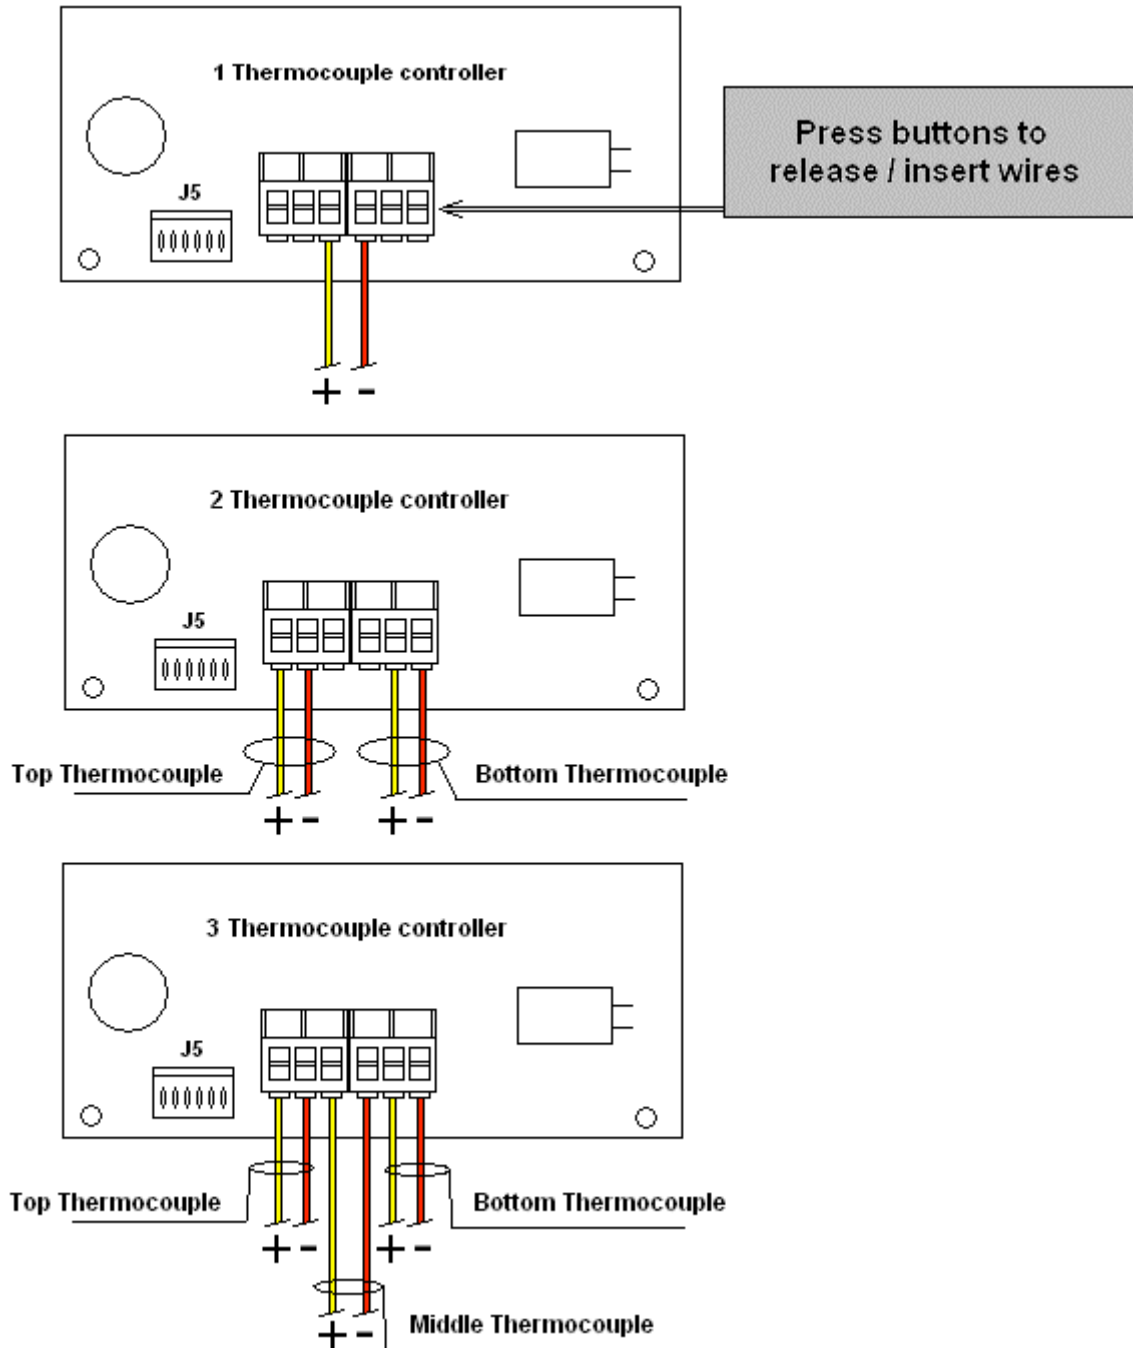 1 Thermocouple controller
Press buttons to
release / insert wires
J5
+ -
2 Thermocouple controller
J5
Top Thermocouple
Bottom Thermocouple
+ - + -
3 Thermocouple controller
J5
Top Thermocouple
Bottom Thermocouple
+ - + -
Middle Thermocouple
+ -